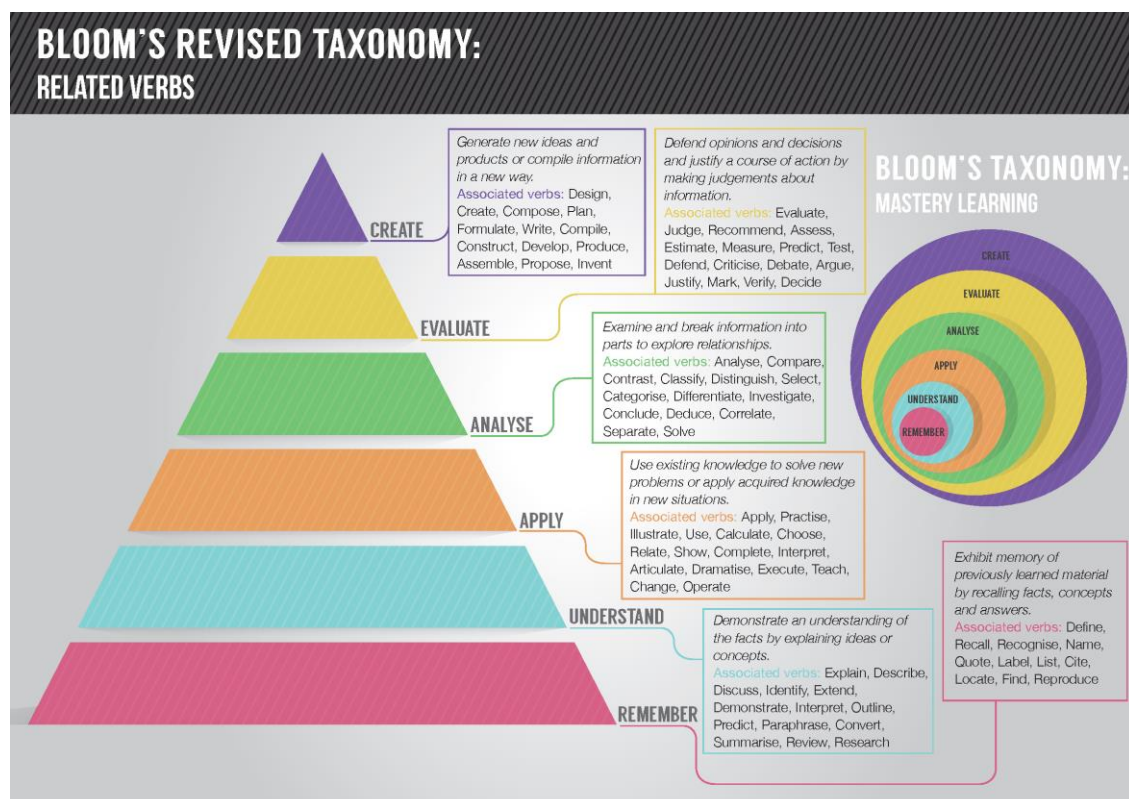 BLOOM'S REVISED TAXONOMY:
RELATED VERBS
Generate new ideas and
products or compile information
in a new way.
Associated verbs: Design,
Create, Compose, Plan,
Formulate, Write, Compile,
Construct, Develop, Produce,
Assemble, Propose, Invent
CREATE
Defend opinions and decisions
and justify a course of action by
making judgements about
information.
Associated verbs: Evaluate,
Judge, Recommend, Assess,
Estimate, Measure, Predict, Test,
Defend, Criticise, Debate, Argue,
Justify, Mark, Verify, Decide
EVALUATE
Examine and break information into
parts to explore relationships.
Associated verbs: Analyse, Compare,
Contrast, Classify, Distinguish, Select,
Categorise, Differentiate, Investigate,
Conclude, Deduce, Correlate,
Separate, Solve
ANALYSE
Use existing knowledge to solve new
problems or apply acquired knowledge
in new situations.
Associated verbs: Apply, Practise,
Illustrate, Use, Calculate, Choose,
Relate, Show, Complete, Interpret,
Articulate, Dramatise, Execute, Teach,
Change, Operate
APPLY
Demonstrate an understanding of
the facts by explaining ideas or
concepts.
Associated verbs: Explain, Describe,
Discuss, Identify, Extend,
Demonstrate, Interpret, Outline,
Predict, Paraphrase, Convert,
Summarise, Review, Research
UNDERSTAND
Exhibit memory of
previously learned material
by recalling facts, concepts
and answers.
Associated verbs: Define,
Recall, Recognise, Name,
Quote, Label, List, Cite,
Locate, Find, Reproduce
REMEMBER
BLOOM'S TAXONOMY:
MASTERY LEARNING
CREATE
EVALUATE
ANALYSE
APPLY
UNDERSTAND
REMEMBER